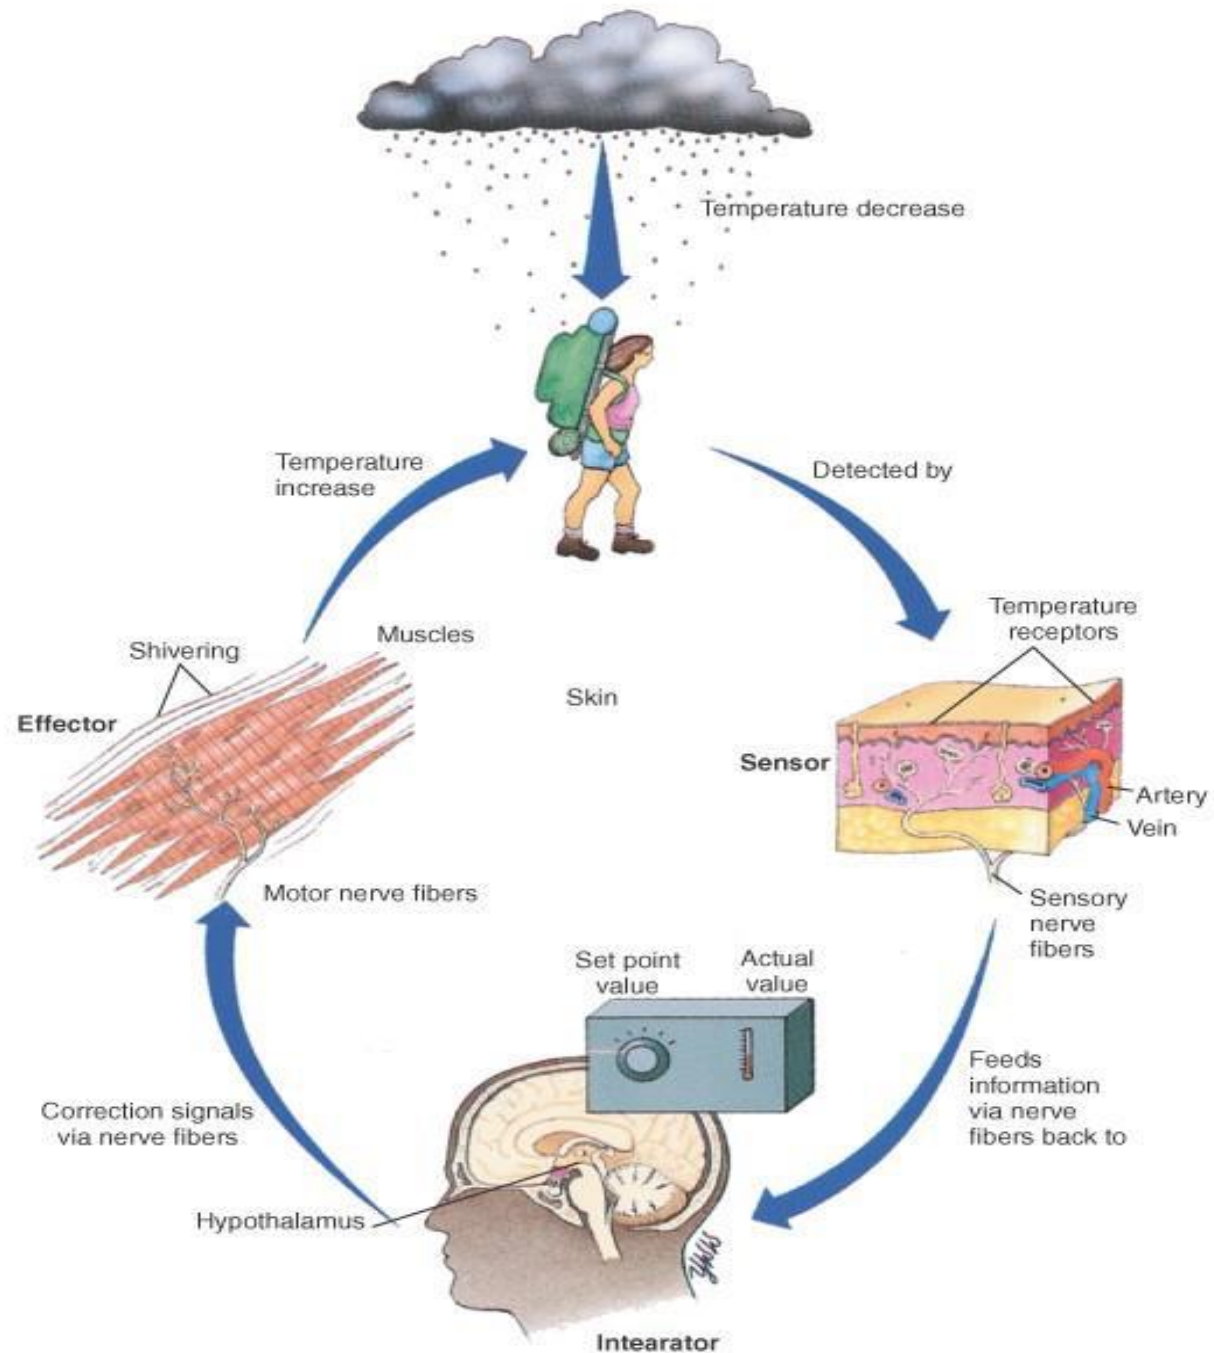 Temperature decrease
Temperature
increase
Detected by
Temperature
receptors
Shivering
Muscles
Effector
Skin
Sensor
Artery
Vein
Motor nerve fibers
Sensory
nerve
fibers
Set point
value
Actual
value
Feeds
information
via nerve
fibers back to
Correction signals
via nerve fibers
Hypothalamus
Intearator